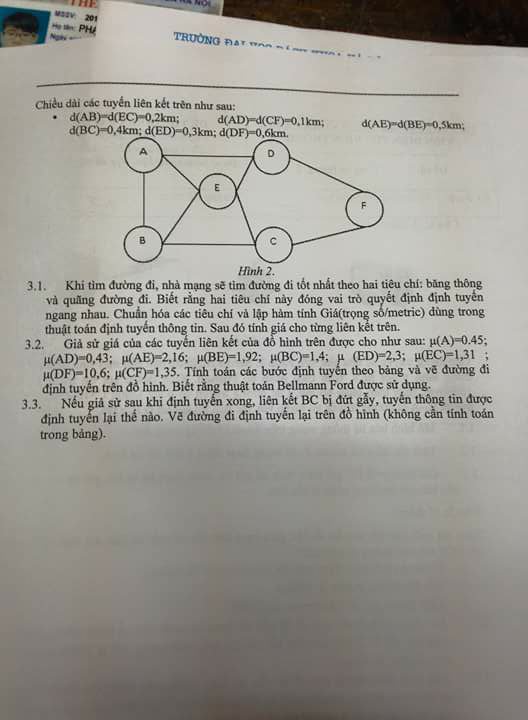 THE
MSSV: 201
Họ tên: PHẠ
Ngày
HÀ NỘI
TRƯỜNG ĐẠI HỌC
Chiều dài các tuyến liên kết trên như sau:
• d(AB)=d(EC)=0,2km; d(AD)=d(CF)=0,1km; d(AE)=d(BE)=0,5km;
d(BC)=0,4km; d(ED)=0,3km; d(DF)=0,6km.
A
D
E
F
B
C
Hình 2.
3.1. Khi tìm đường đi, nhà mạng sẽ tìm đường đi tốt nhất theo hai tiêu chí: băng thông
và quãng đường đi. Biết rằng hai tiêu chí này đóng vai trò quyết định định tuyến
ngang nhau. Chuẩn hóa các tiêu chí và lập hàm tính Giá(trọng số/metric) dùng trong
thuật toán định tuyến thông tin. Sau đó tính giá cho từng liên kết trên.
3.2. Giả sử giá của các tuyến liên kết của đồ hình trên được cho như sau: μ(A)=0.45;
μ(AD)=0,43; μ(AE)=2,16; μ(BE)=1,92; μ(BC)=1,4; μ (ED)=2,3; μ(EC)=1,31 ;
μ(DF)=10,6; μ(CF)=1,35. Tính toán các bước định tuyến theo bảng và vẽ đường đi
định tuyến trên đồ hình. Biết rằng thuật toán Bellmann Ford được sử dụng.
3.3. Nếu giả sử sau khi định tuyến xong, liên kết BC bị đứt gẫy, tuyến thông tin được
định tuyến lại thế nào. Vẽ đường đi định tuyến lại trên đồ hình (không cần tính toán
trong bảng).